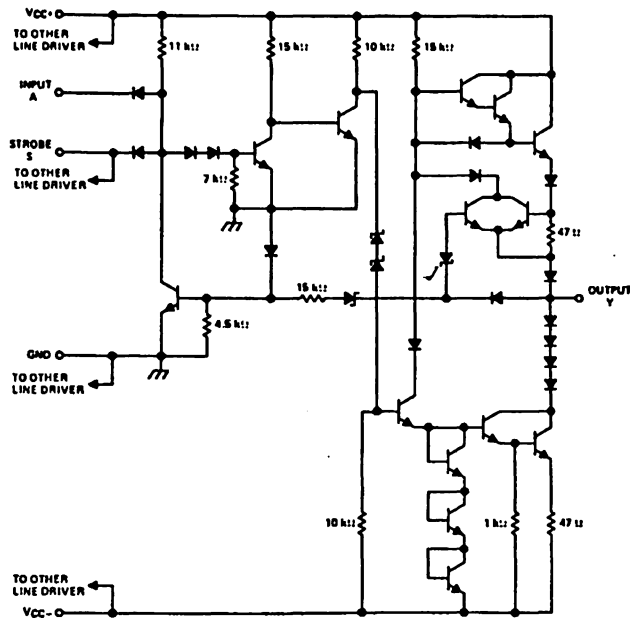 VCC+
TO OTHER
LINE DRIVER
11 kΩ
15 kΩ
10 kΩ
15 kΩ
INPUT
A
STROBE
S
TO OTHER
LINE DRIVER
7 kΩ
47 Ω
OUTPUT
Y
15 kΩ
4.5 kΩ
GND
TO OTHER
LINE DRIVER
10 kΩ
1 kΩ
47 Ω
TO OTHER
LINE DRIVER
VCC−